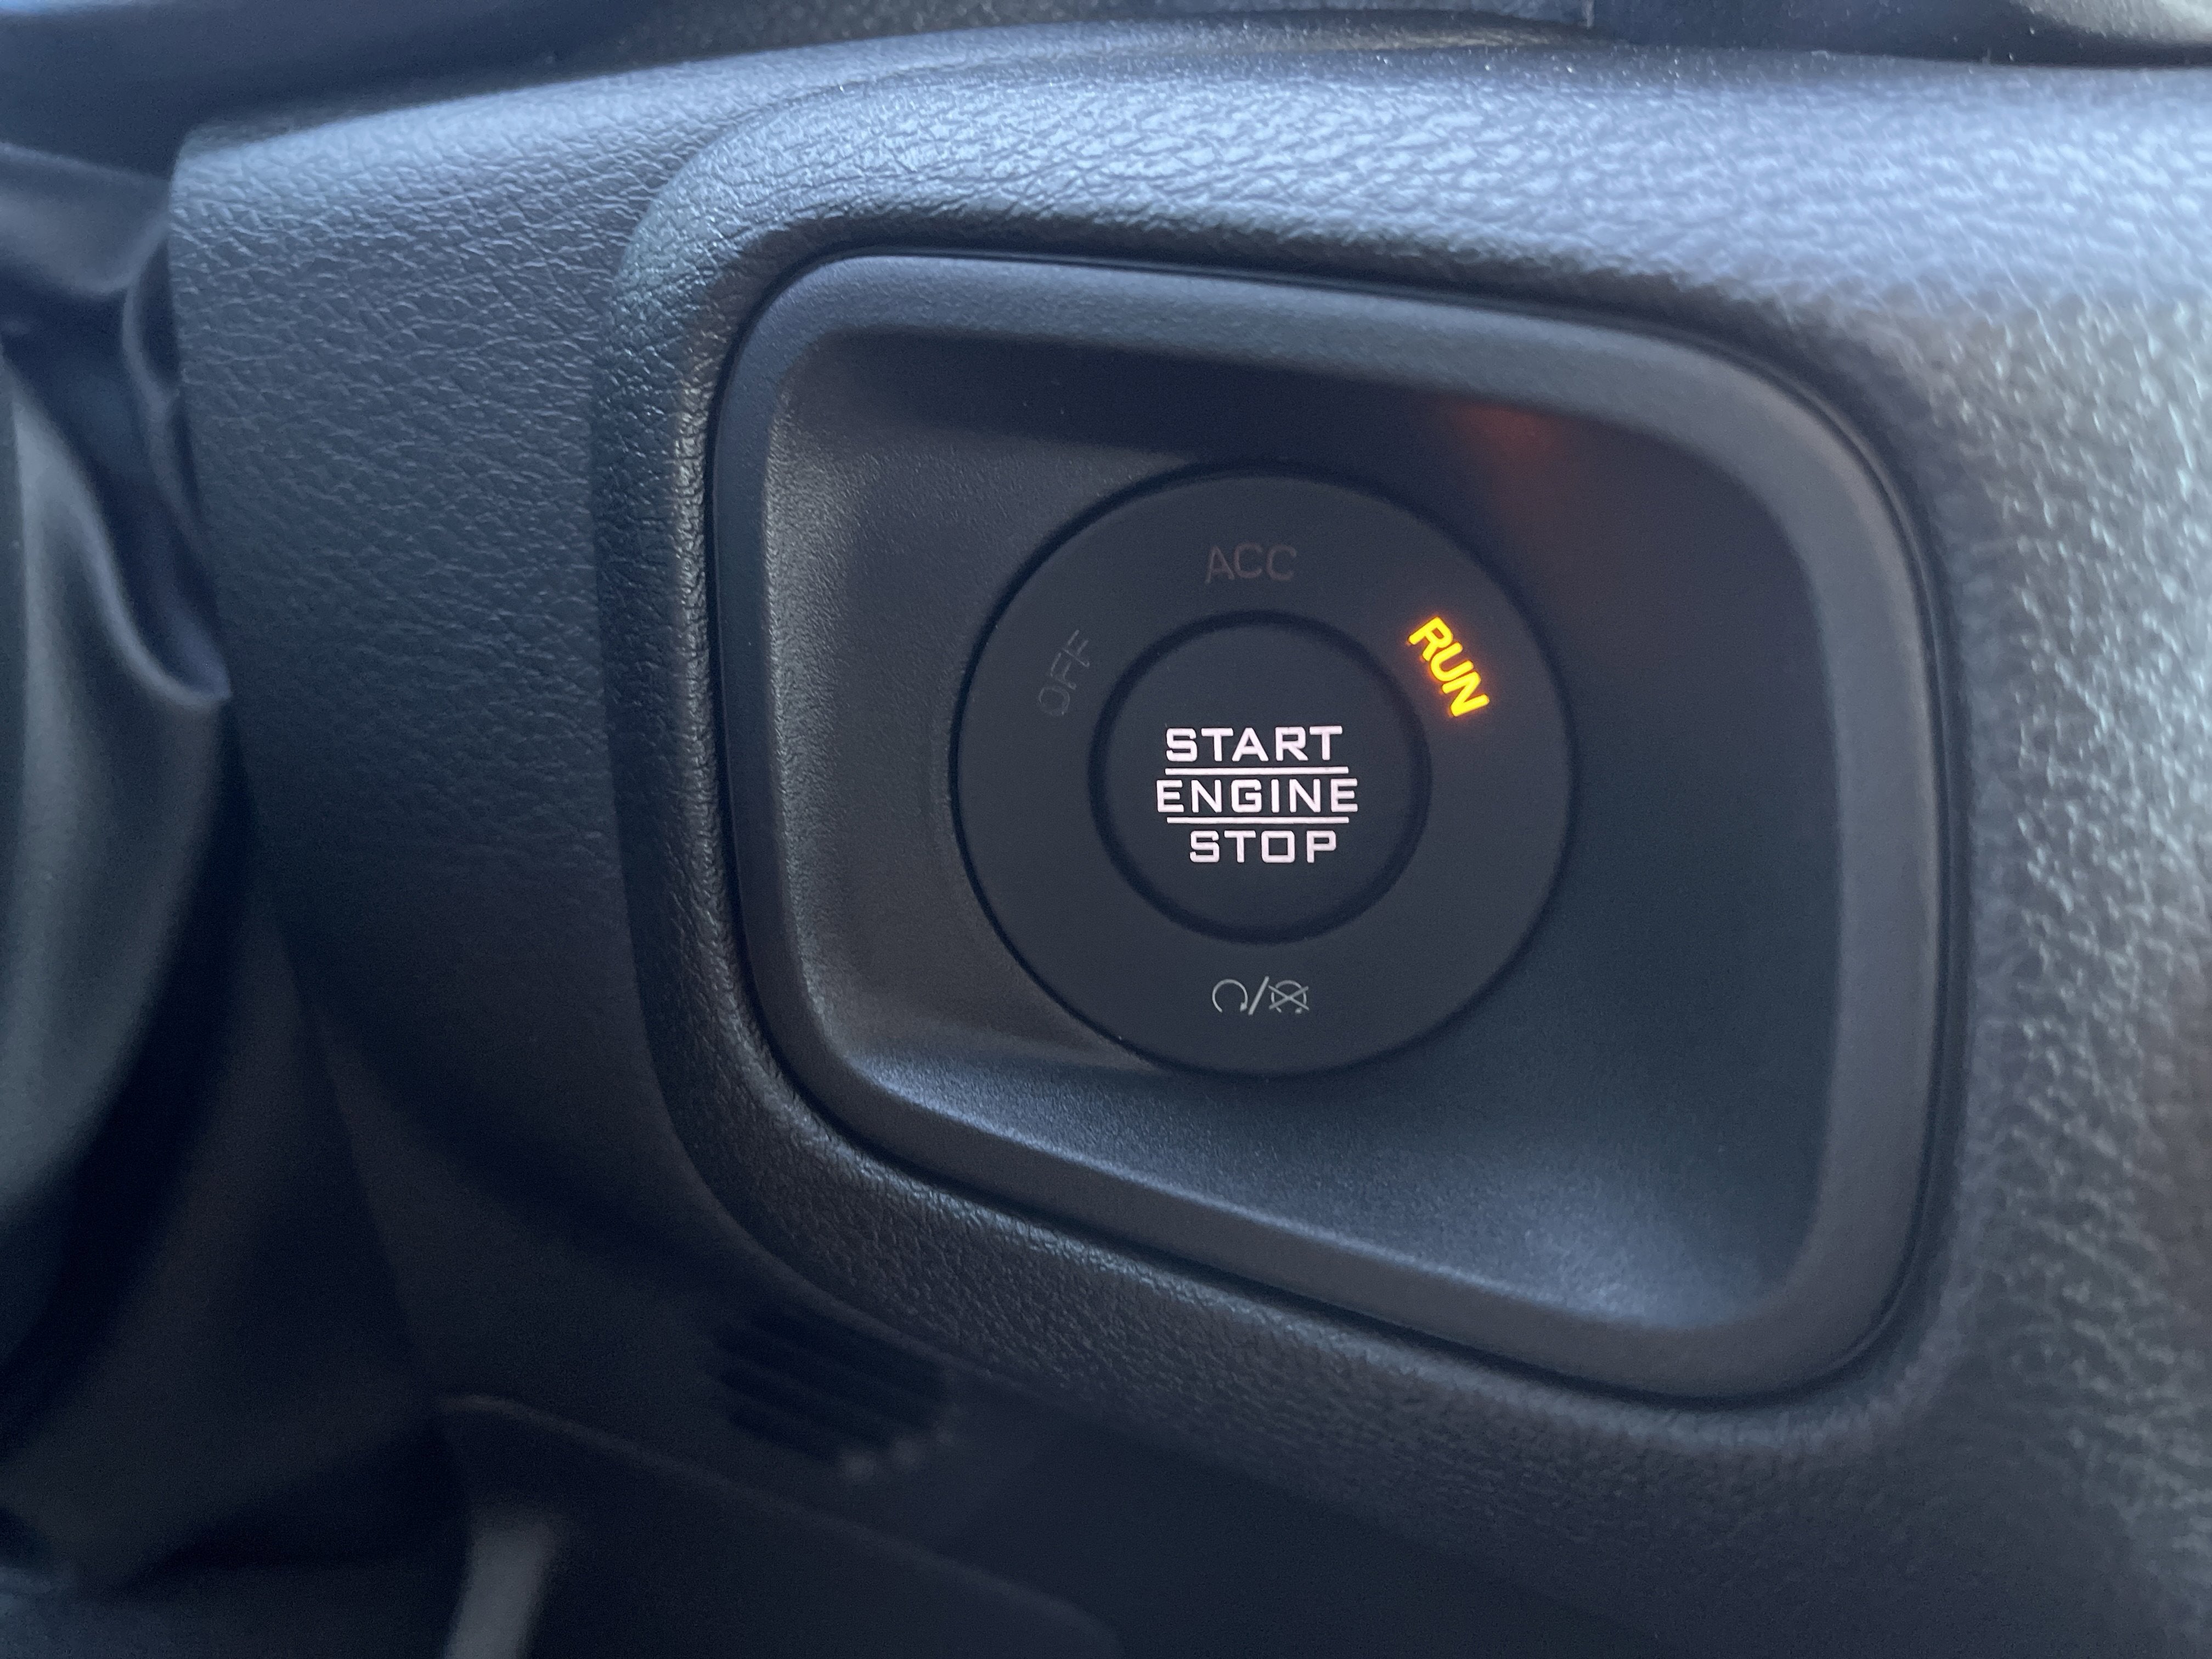 ACC
OFF
RUN
START
ENGINE
STOP